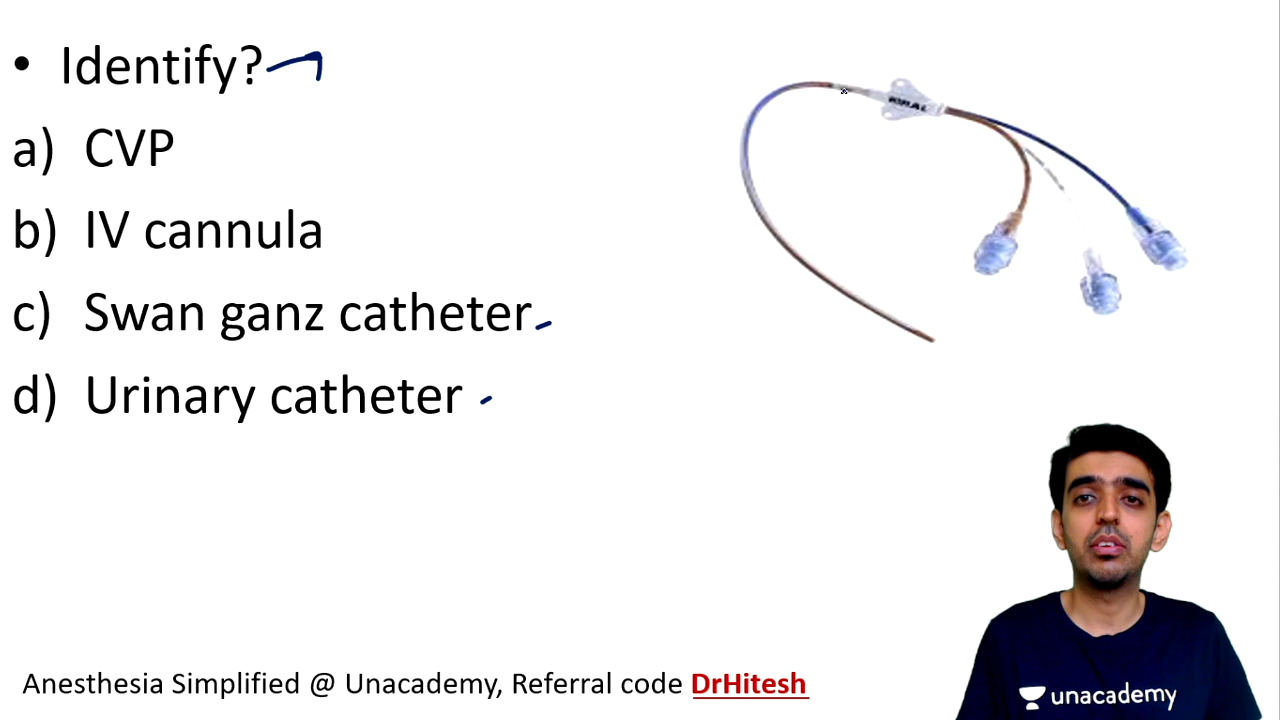 • Identify?
a) CVP
b) IV cannula
c) Swan ganz catheter
d) Urinary catheter
unacademy
Anesthesia Simplified @ Unacademy, Referral code DrHitesh